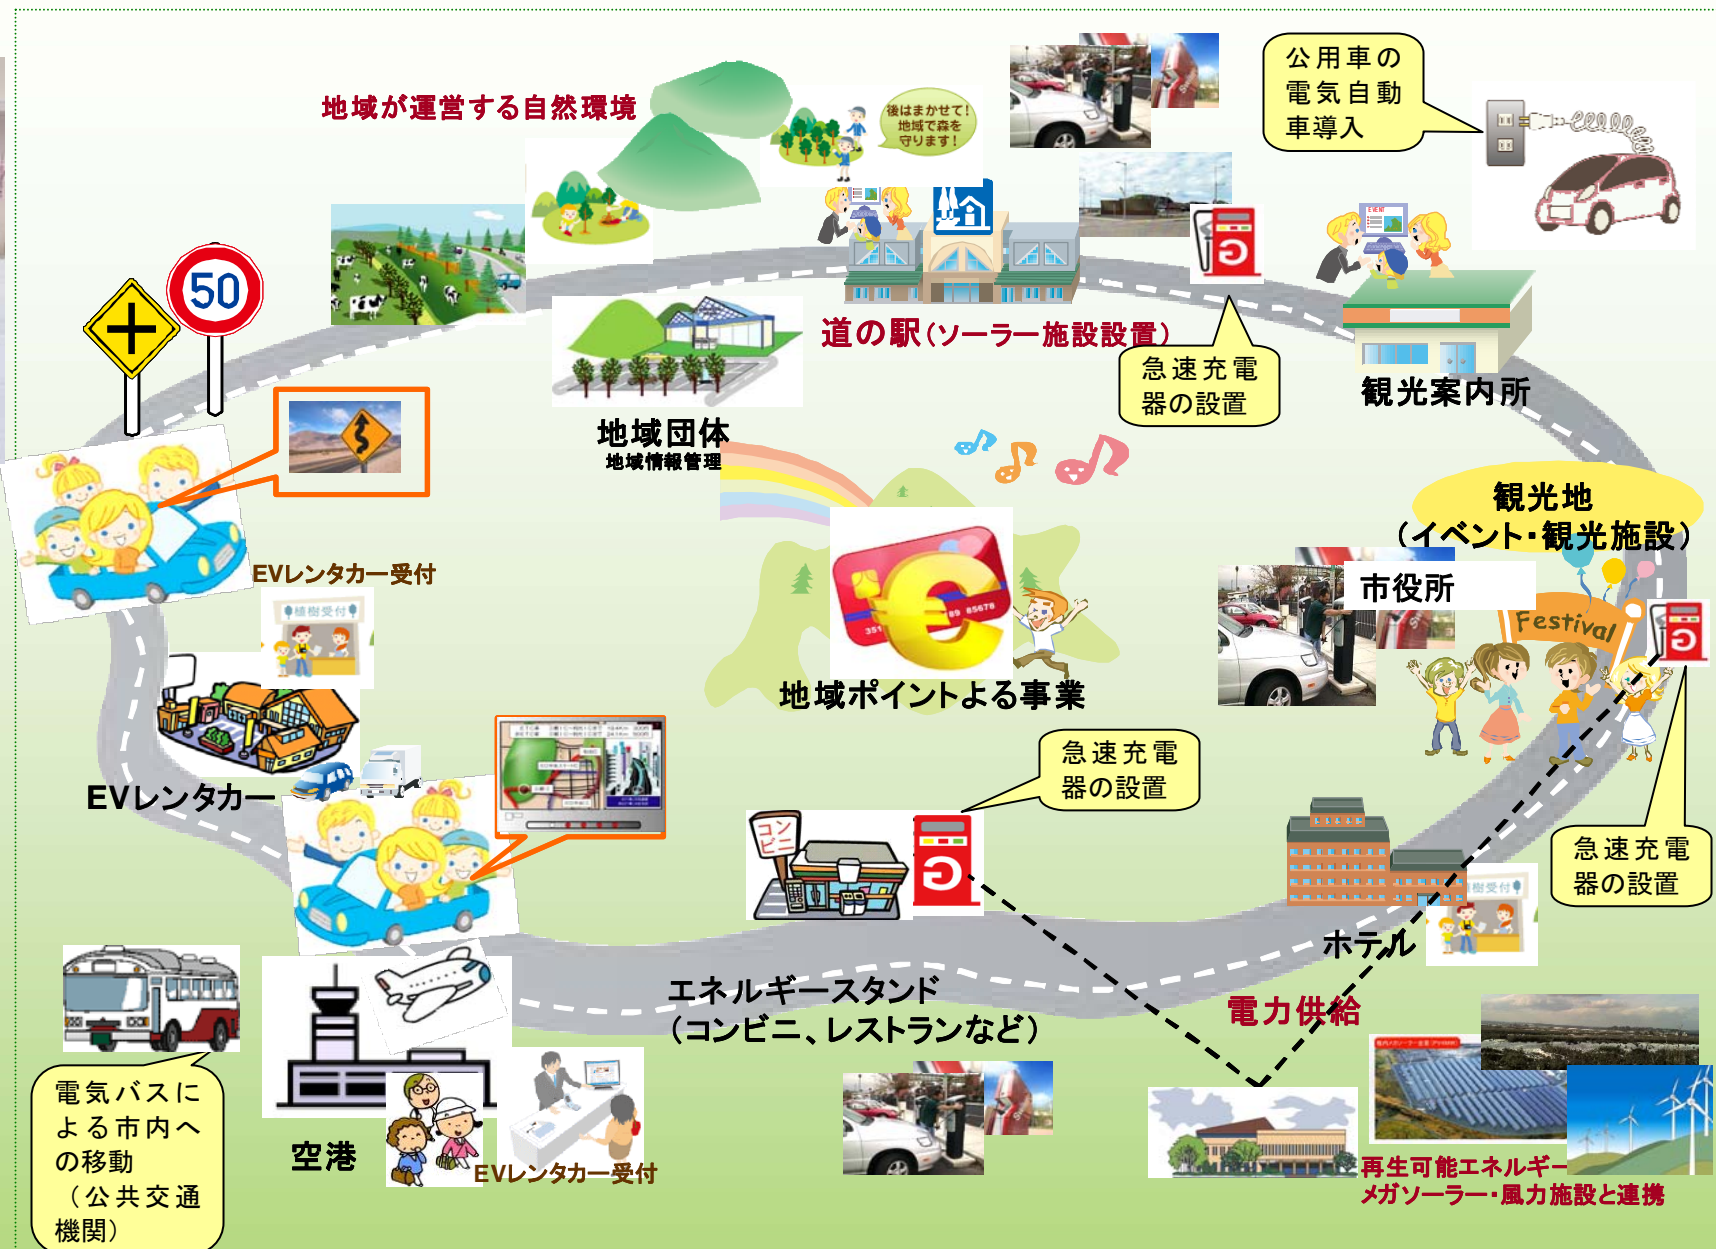 地域が運営する自然環境
後はまかせて!
地域で森を
守ります!
公用車の
電気自動
車導入
50
EVENT
道の駅(ソーラー施設設置)
急速充電
器の設置
観光案内所
地域団体
地域情報管理
観光地
(イベント・観光施設)
市役所
Festival
EVレンタカー受付
植樹受付
351
89 85678
地域ポイントよる事業
EVレンタカー
急速充電
器の設置
コンビニ
急速充電
器の設置
樹受付
ホテル
エネルギースタンド
(コンビニ、レストランなど)
電力供給
電気バスに
よる市内へ
の移動
(公共交通
機関)
空港
EVレンタカー受付
再生可能エネルギー
メガソーラー・風力施設と連携